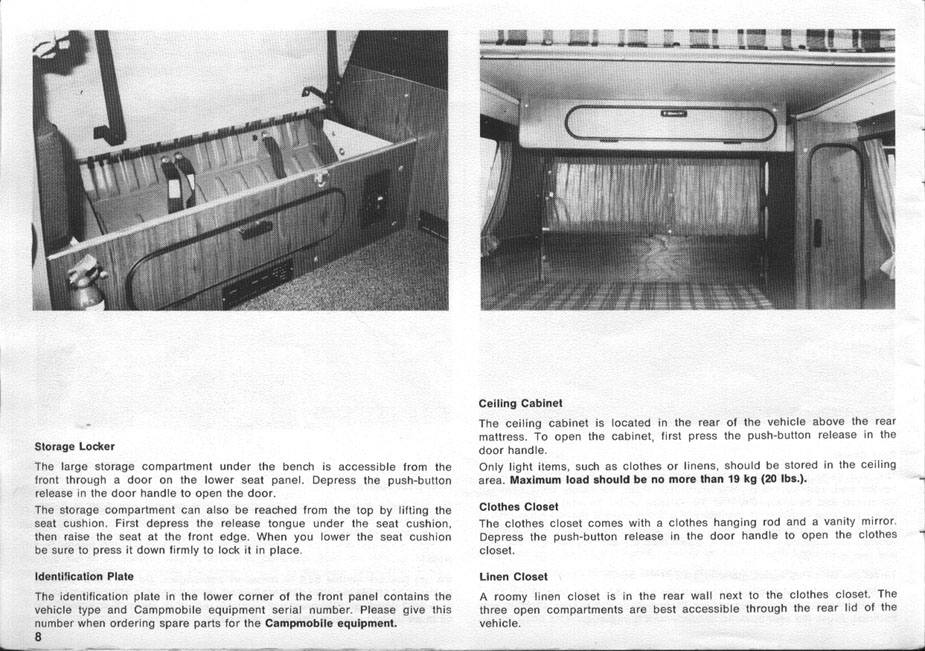 Storage Locker
The large storage compartment under the bench is accessible from the
front through a door on the lower seat panel. Depress the push-button
release in the door handle to open the door.
The storage compartment can also be reached from the top by lifting the
seat cushion. First depress the release tongue under the seat cushion,
then raise the seat at the front edge. When you lower the seat cushion
be sure to press it down firmly to lock it in place.
Identification Plate
The identification plate in the lower corner of the front panel contains the
vehicle type and Campmobile equipment serial number. Please give this
number when ordering spare parts for the Campmobile equipment.
8
Ceiling Cabinet
The ceiling cabinet is located in the rear of the vehicle above the rear
mattress. To open the cabinet, first press the push-button release in the
door handle.
Only light items, such as clothes or linens, should be stored in the ceiling
area. Maximum load should be no more than 19 kg (20 lbs.).
Clothes Closet
The clothes closet comes with a clothes hanging rod and a vanity mirror.
Depress the push-button release in the door handle to open the clothes
closet.
Linen Closet
A roomy linen closet is in the rear wall next to the clothes closet. The
three open compartments are best accessible through the rear lid of the
vehicle.